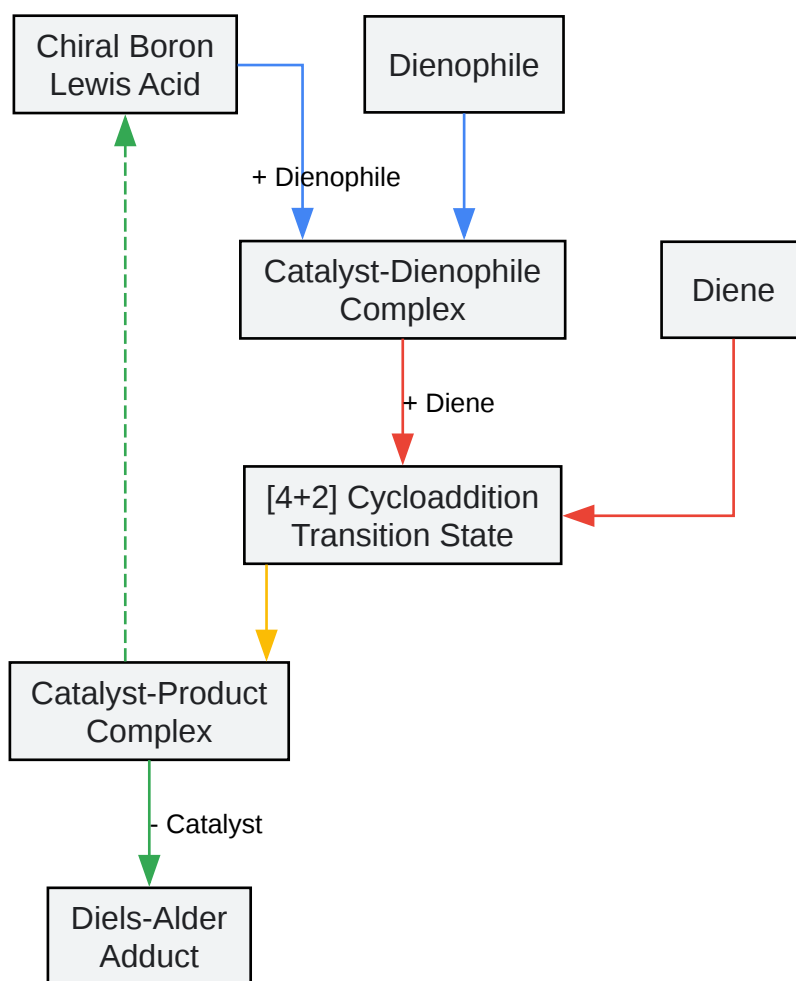 Chiral Boron
Lewis Acid
Dienophile
+ Dienophile
Catalyst-Dienophile
Complex
Diene
+ Diene
[4+2] Cycloaddition
Transition State
Catalyst-Product
Complex
- Catalyst
Diels-Alder
Adduct